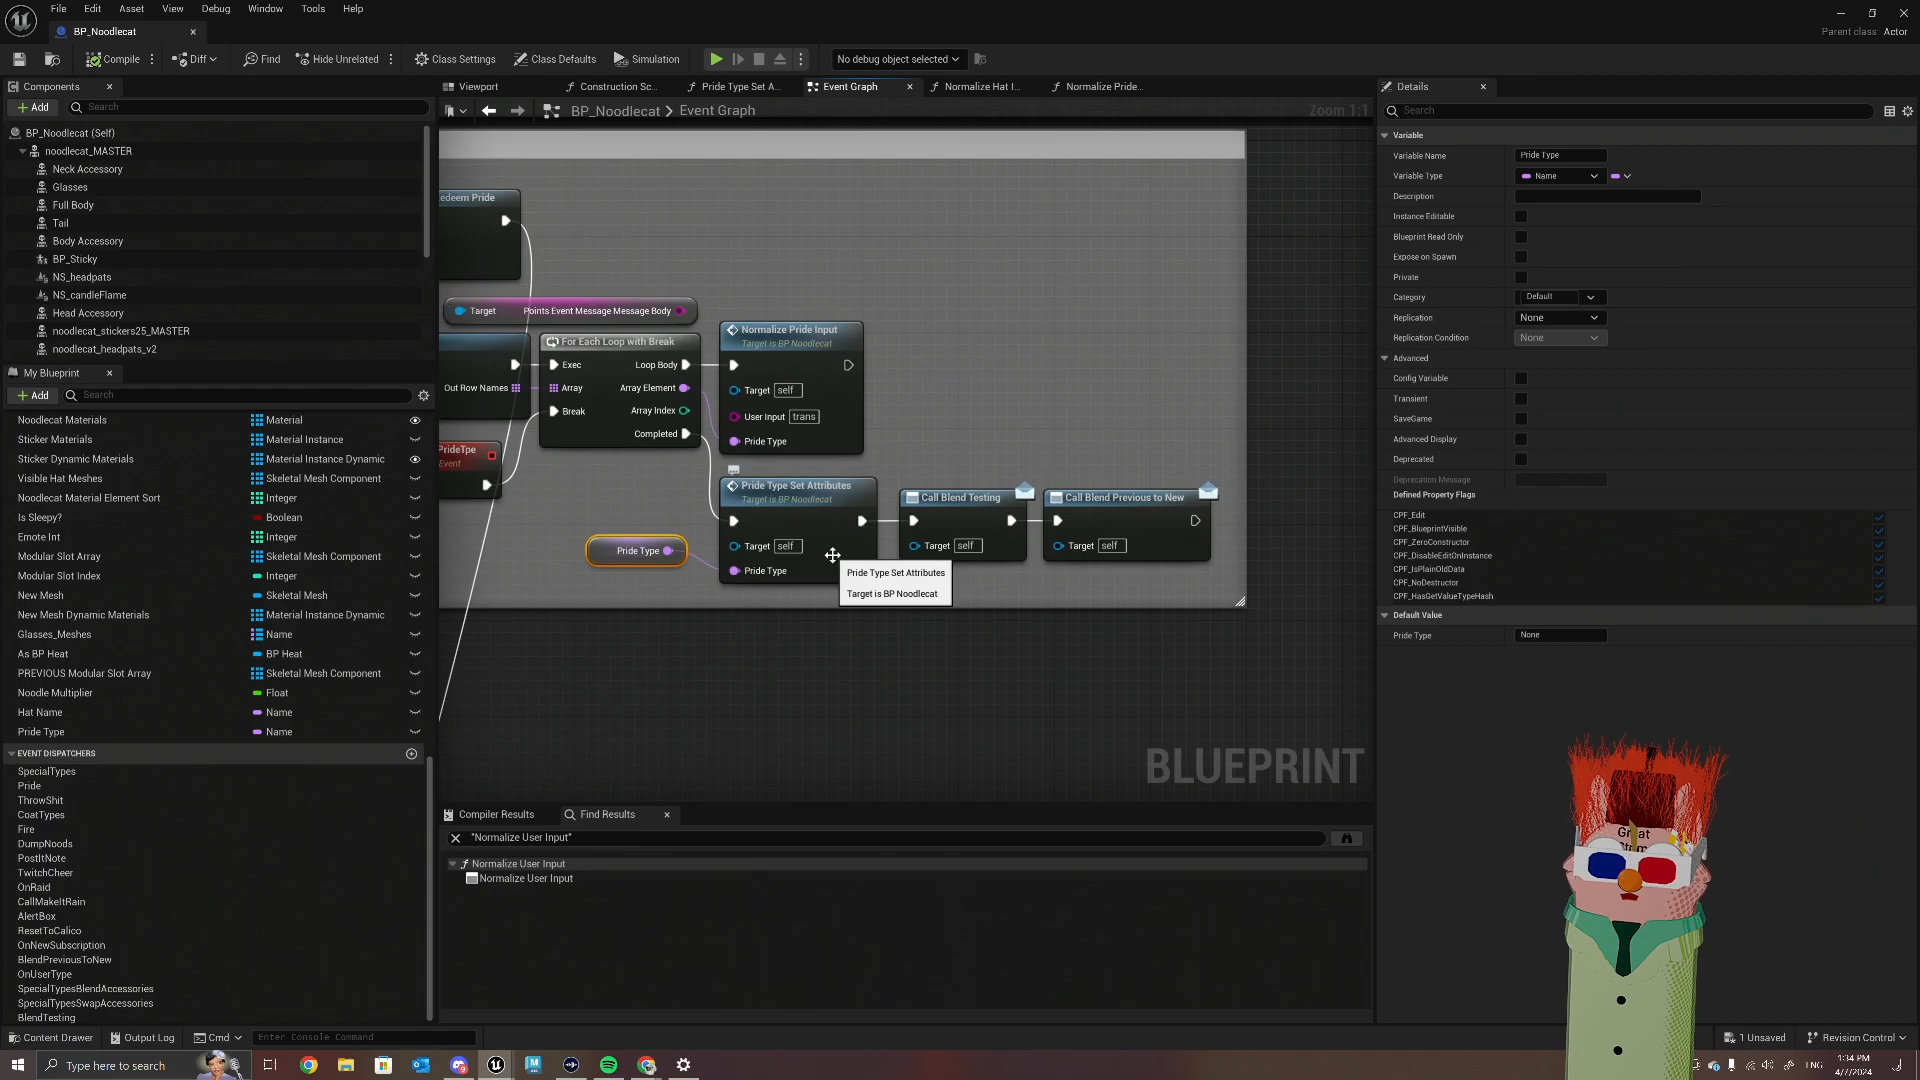 File Edit Asset View Debug Window Tools Help
BP_Noodlecat
Parent class: Actor
Compile Diff Find Hide Unrelated Class Settings Class Defaults Simulation No debug object selected
Components
Viewport Construction Sc... Pride Type Set A... Event Graph Normalize Hat I... Normalize Pride...
Details
Add Search
BP_Noodlecat > Event Graph Zoom 1:1
Search
BP_Noodlecat (Self)
noodlecat_MASTER
Neck Accessory
Glasses
Full Body
Tail
Body Accessory
BP_Sticky
NS_headpats
NS_candleFlame
Head Accessory
noodlecat_stickers25_MASTER
noodlecat_headpats_v2
My Blueprint
Add Search
Noodlecat Materials Material
Sticker Materials Material Instance
Sticker Dynamic Materials Material Instance Dynamic
Visible Hat Meshes Skeletal Mesh Component
Noodlecat Material Element Sort Integer
Is Sleepy? Boolean
Emote Int Integer
Modular Slot Array Skeletal Mesh Component
Modular Slot Index Integer
New Mesh Skeletal Mesh
New Mesh Dynamic Materials Material Instance Dynamic
Glasses_Meshes Name
As BP Heat BP Heat
PREVIOUS Modular Slot Array Skeletal Mesh Component
Noodle Multiplier Float
Hat Name Name
Pride Type Name
EVENT DISPATCHERS
SpecialTypes
Pride
ThrowShit
CoatTypes
Fire
DumpNoods
PostItNote
TwitchCheer
OnRaid
CallMakeItRain
AlertBox
ResetToCalico
OnNewSubscription
BlendPreviousToNew
OnUserType
SpecialTypesBlendAccessories
SpecialTypesSwapAccessories
BlendTesting
edeem Pride
Target Points Event Message Message Body
For Each Loop with Break
Exec Loop Body
Out Row Names Array Array Element
Break Array Index
Completed
PrideTpe
Event
Normalize Pride Input
Target is BP Noodlecat
Target self
User Input trans
Pride Type
Pride Type
Pride Type Set Attributes
Target is BP Noodlecat
Target self
Pride Type
Call Blend Testing
Target self
Call Blend Previous to New
Target self
Pride Type Set Attributes
Target is BP Noodlecat
BLUEPRINT
Compiler Results Find Results
"Normalize User Input"
Normalize User Input
Normalize User Input
Variable
Variable Name Pride Type
Variable Type Name
Description
Instance Editable
Blueprint Read Only
Expose on Spawn
Private
Category Default
Replication None
Replication Condition None
Advanced
Config Variable
Transient
SaveGame
Advanced Display
Deprecated
Deprecation Message
Defined Property Flags
CPF_Edit
CPF_BlueprintVisible
CPF_ZeroConstructor
CPF_DisableEditOnInstance
CPF_IsPlainOldData
CPF_NoDestructor
CPF_HasGetValueTypeHash
Default Value
Pride Type None
Great
Content Drawer Output Log Cmd Enter Console Command 1 Unsaved Revision Control
Type here to search
ENG 1:34 PM
4/7/2024